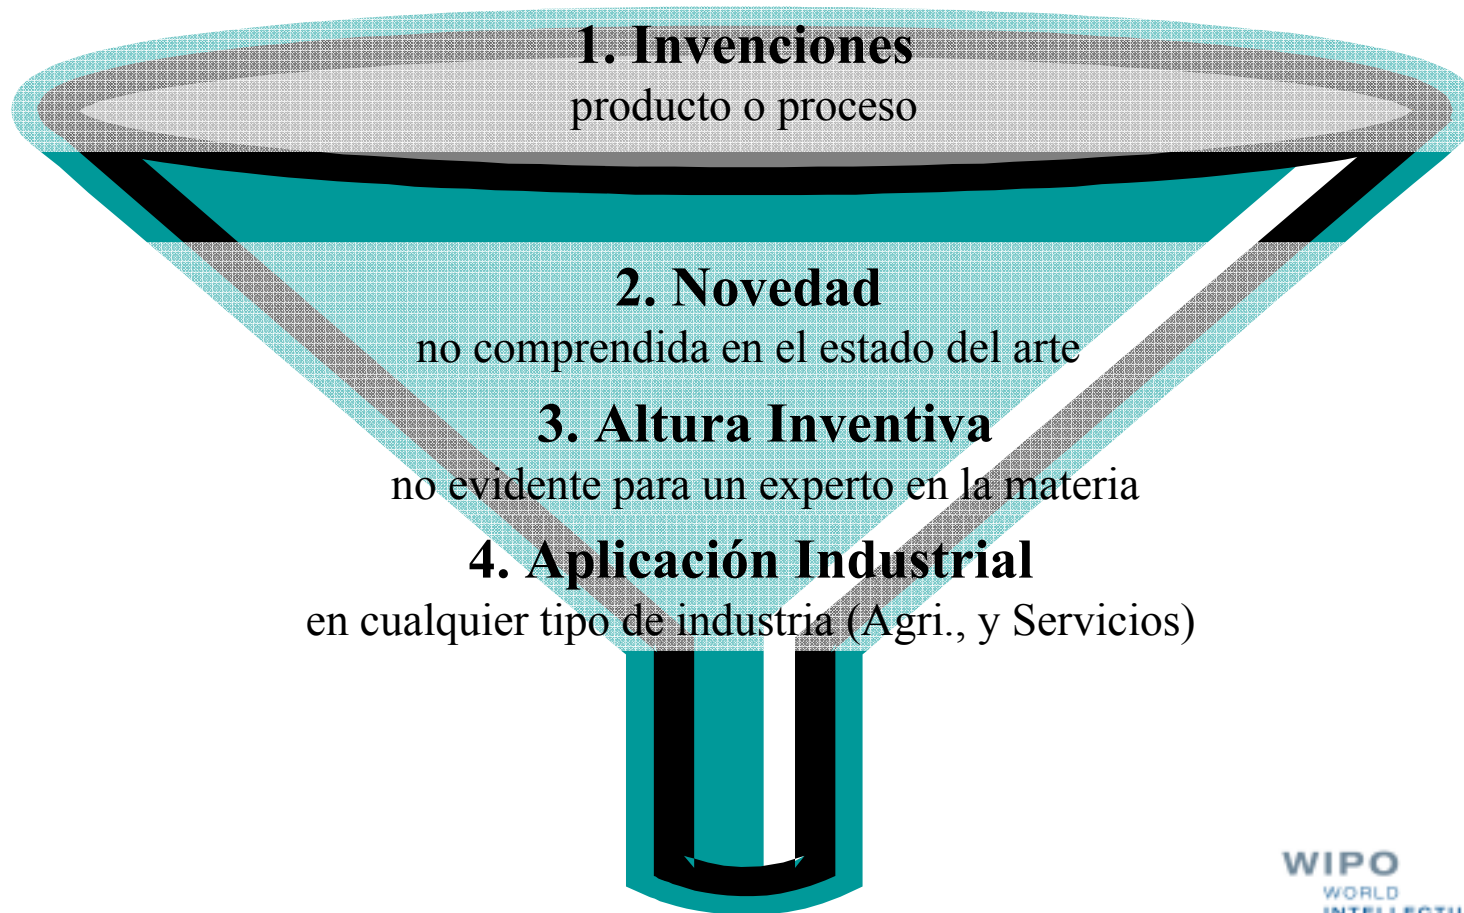 1. Invenciones
producto o proceso
2. Novedad
no comprendida en el estado del arte
3. Altura Inventiva
no evidente para un experto en la materia
4. Aplicación Industrial
en cualquier tipo de industria (Agri., y Servicios)
WIPO
WORLD